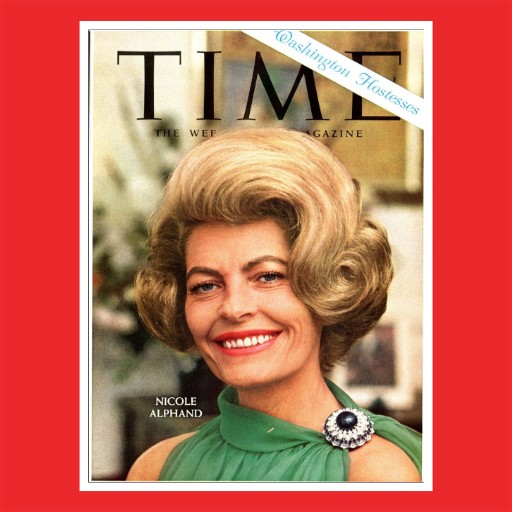 Washington Hostesses
TIME
THE WEE AGAZINE
NICOLE
ALPHAND